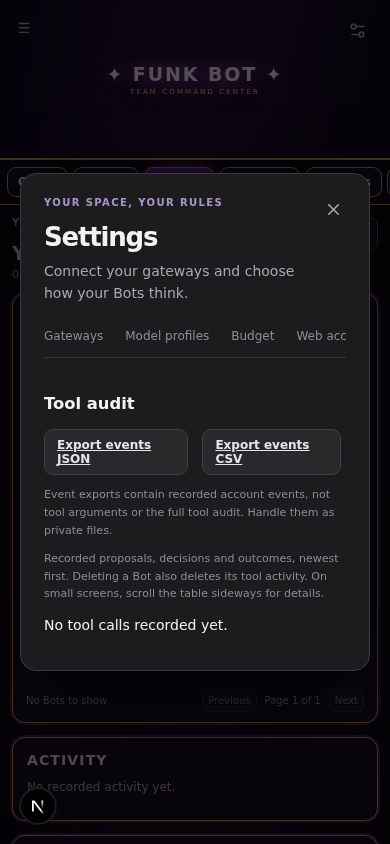 ☰
✦ FUNK BOT ✦
TEAM COMMAND CENTER
YOUR SPACE, YOUR RULES
×
Settings
Connect your gateways and choose
how your Bots think.
Gateways Model profiles Budget Web acc
Tool audit
Export events
JSON
Export events
CSV
Event exports contain recorded account events, not
tool arguments or the full tool audit. Handle them as
private files.
Recorded proposals, decisions and outcomes, newest
first. Deleting a Bot also deletes its tool activity. On
small screens, scroll the table sideways for details.
No tool calls recorded yet.
No Bots to show Previous Page 1 of 1 Next
ACTIVITY
No recorded activity yet.
N